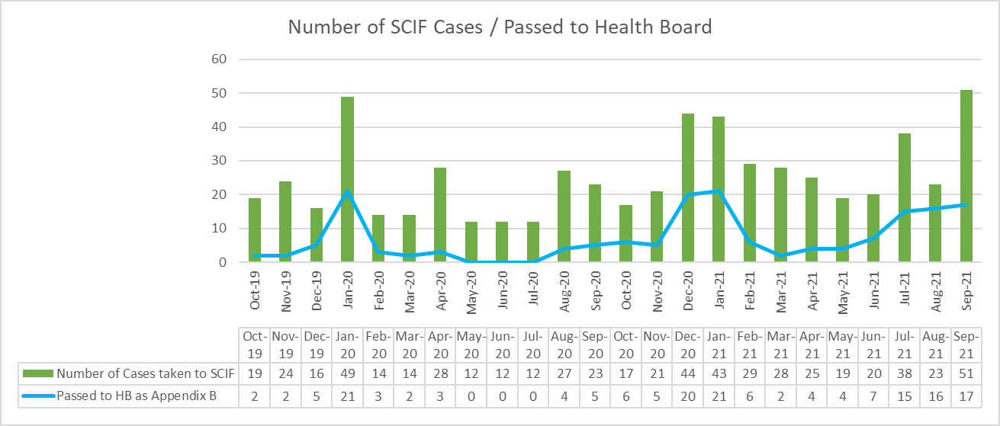 Number of SCIF Cases / Passed to Health Board
60
50
40
30
20
10
0
Oct-19 Nov-19 Dec-19 Jan-20 Feb-20 Mar-20 Apr-20 May-20 Jun-20 Jul-20 Aug-20 Sep-20 Oct-20 Nov-20 Dec-20 Jan-21 Feb-21 Mar-21 Apr-21 May-21 Jun-21 Jul-21 Aug-21 Sep-21
Oct- Nov- Dec- Jan- Feb- Mar- Apr- May- Jun- Jul- Aug- Sep- Oct- Nov- Dec- Jan- Feb- Mar- Apr- May- Jun- Jul- Aug- Sep-
19 19 19 20 20 20 20 20 20 20 20 20 20 20 20 21 21 21 21 21 21 21 21 21
Number of Cases taken to SCIF 19 24 16 49 14 14 28 12 12 12 27 23 17 21 44 43 29 28 25 19 20 38 23 51
Passed to HB as Appendix B 2 2 5 21 3 2 3 0 0 0 4 5 6 5 20 21 6 2 4 4 7 15 16 17